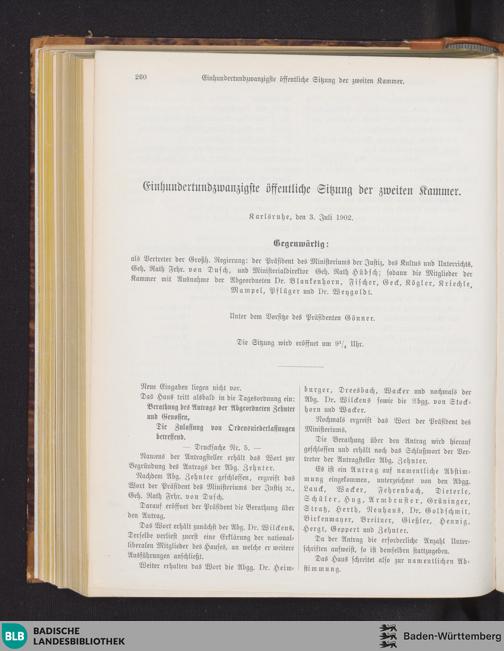 260
Einhundertundzwanzigste öffentliche Sitzung der zweiten Kammer.
Einhundertundzwanzigste öffentliche Sitzung der zweiten Kammer.
Karlsruhe, den 3. Juli 1902.
Gegenwärtig:
als Vertreter der Großh. Regierung: der Präsident des Ministeriums der Justiz, des Kultus und Unterrichts,
Geh. Rath Frhr. von Dusch, und Ministerialdirektor Geh. Rath Hübsch; sodann die Mitglieder der
Kammer mit Ausnahme der Abgeordneten Dr. Blankenhorn, Fischer, Geck, Kögler, Kriechle,
Mampel, Pflüger und Dr. Weygoldt.
Unter dem Vorsitze des Präsidenten Gönner.
Die Sitzung wird eröffnet um 9¼ Uhr.
Neue Eingaben liegen nicht vor.
Das Haus tritt alsbald in die Tagesordnung ein:
Berathung des Antrags der Abgeordneten Zehnter
und Genossen,
Die Zulassung von Ordensniederlassungen
betreffend.
— Drucksache Nr. 5. —
Namens der Antragsteller erhält das Wort zur
Begründung des Antrags der Abg. Zehnter.
Nachdem Abg. Zehnter geschlossen, ergreift das
Wort der Präsident des Ministeriums der Justiz ꝛc.,
Geh. Rath Frhr. von Dusch.
Darauf eröffnet der Präsident die Berathung über
den Antrag.
Das Wort erhält zunächst der Abg. Dr. Wilckens.
Derselbe verliest zuerst eine Erklärung der national-
liberalen Mitglieder des Hauses, an welche er weitere
Ausführungen anschließt.
Weiter erhalten das Wort die Abgg. Dr. Heim-
burger, Dreesbach, Wacker und nochmals der
Abg. Dr. Wilckens sowie die Abgg. von Stock-
horn und Wacker.
Nochmals ergreift das Wort der Präsident des
Ministeriums.
Die Berathung über den Antrag wird hierauf
geschlossen und erhält noch das Schlußwort der Ver-
treter der Antragsteller Abg. Zehnter.
Es ist ein Antrag auf namentliche Abstim-
mung eingekommen, unterzeichnet von den Abgg.
Lauck, Wacker, Fehrenbach, Dieterle,
Schüler, Hug, Armbruster, Grüninger,
Straß, Herth, Neuhaus, Dr. Goldschmit,
Birkenmayer, Breitner, Gießler, Hennig,
Hergt, Geppert und Zehnter.
Da der Antrag die erforderliche Anzahl Unter-
schriften aufweist, so ist demselben stattzugeben.
Das Haus schreitet also zur namentlichen Ab-
stimmung.
BLB
BADISCHE
LANDESBIBLIOTHEK
Baden-Württemberg